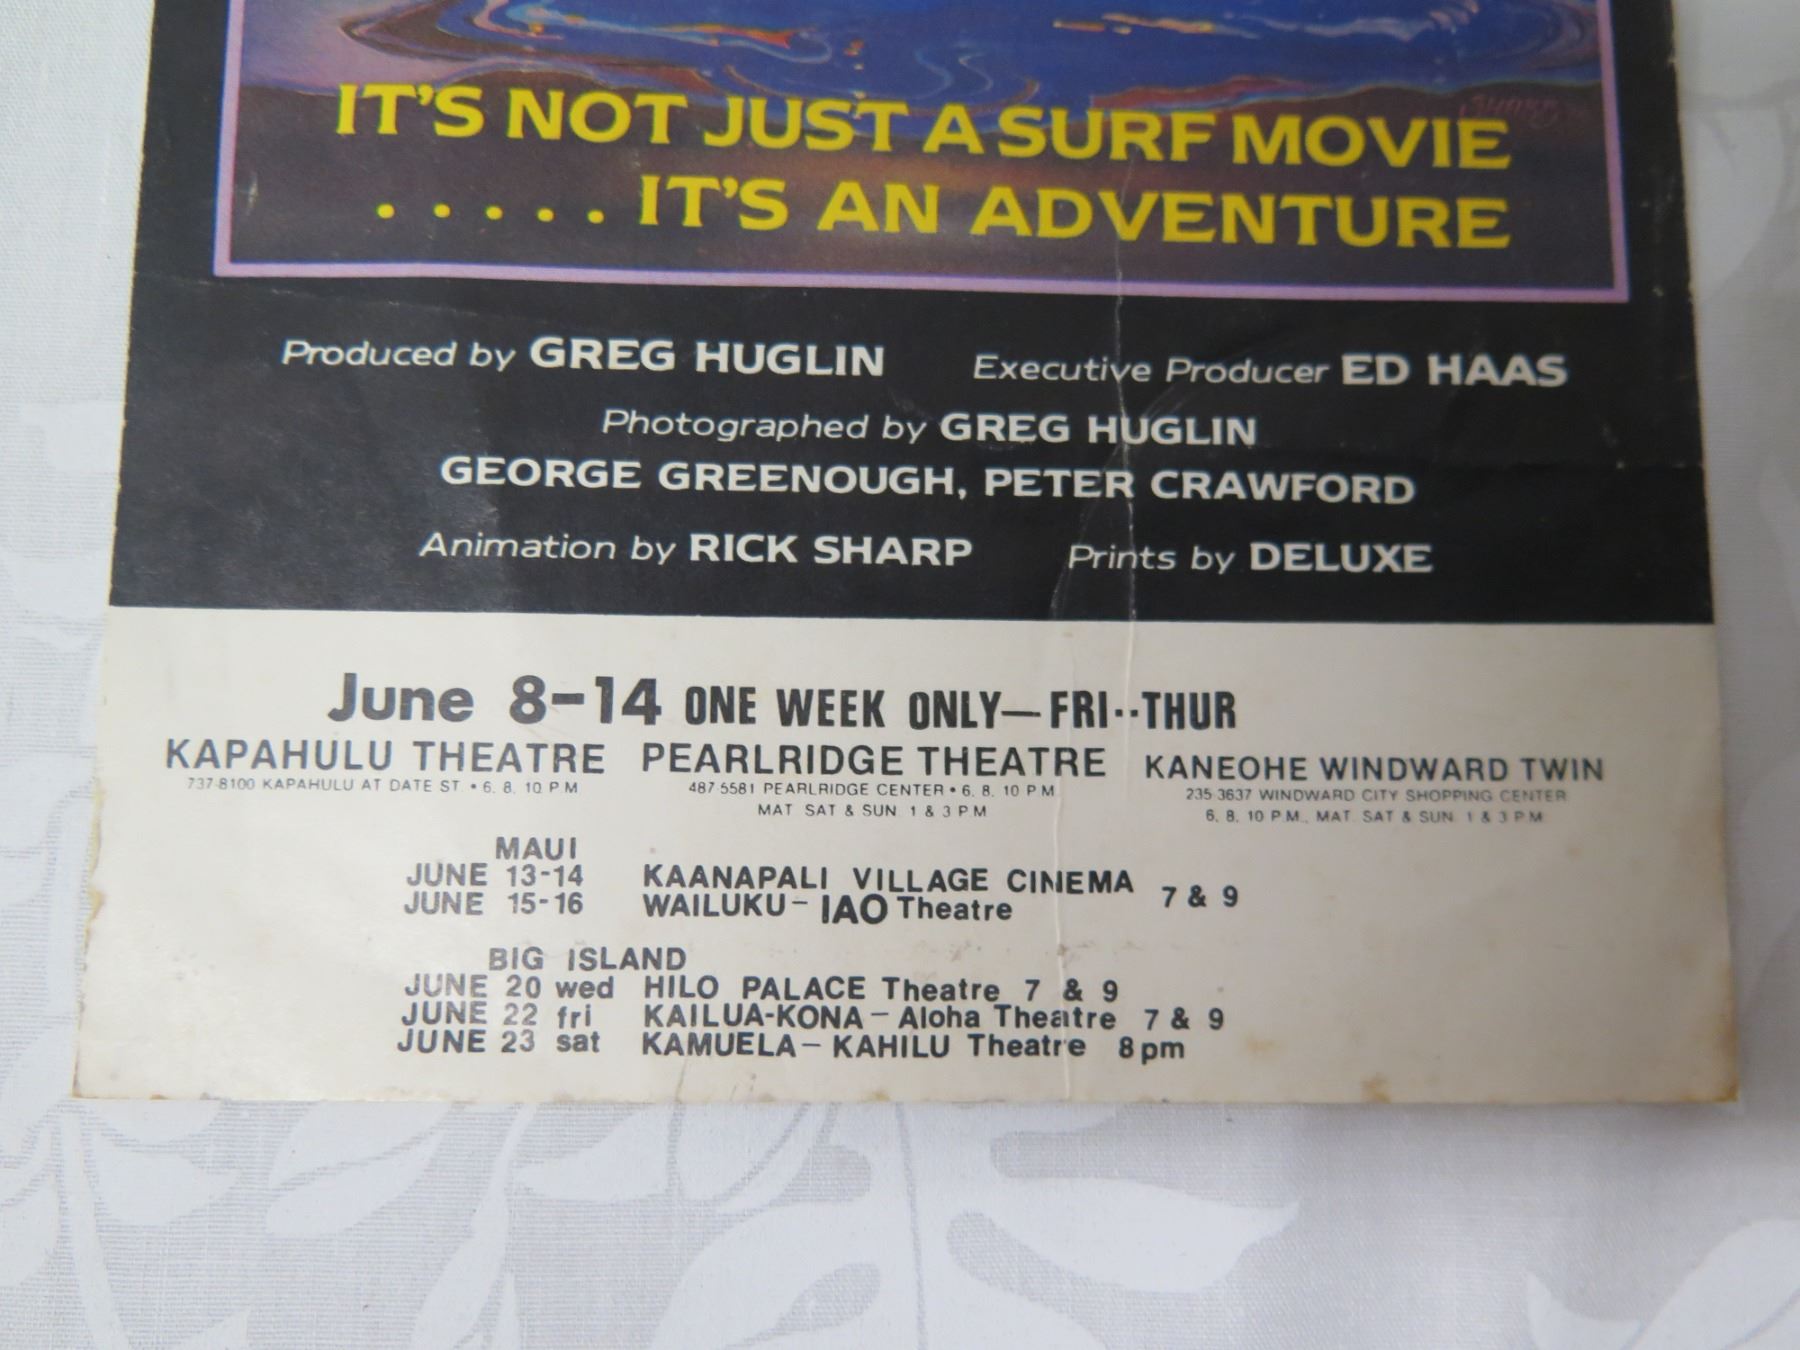 IT'S NOT JUST A SURF MOVIE
. . . . . IT'S AN ADVENTURE
Produced by GREG HUGLIN Executive Producer ED HAAS
Photographed by GREG HUGLIN
GEORGE GREENOUGH, PETER CRAWFORD
Animation by RICK SHARP Prints by DELUXE
June 8-14 ONE WEEK ONLY—FRI··THUR
KAPAHULU THEATRE PEARLRIDGE THEATRE KANEOHE WINDWARD TWIN
737-8100 KAPAHULU AT DATE ST • 6, 8, 10 PM 487-5581 PEARLRIDGE CENTER • 6, 8, 10 PM 235-3637 WINDWARD CITY SHOPPING CENTER
MAT SAT & SUN 1 & 3 PM 6, 8, 10 P.M., MAT. SAT & SUN. 1 & 3 PM
MAUI
JUNE 13-14 KAANAPALI VILLAGE CINEMA 7 & 9
JUNE 15-16 WAILUKU- IAO Theatre
BIG ISLAND
JUNE 20 wed HILO PALACE Theatre 7 & 9
JUNE 22 fri KAILUA-KONA- Aloha Theatre 7 & 9
JUNE 23 sat KAMUELA- KAHILU Theatre 8pm